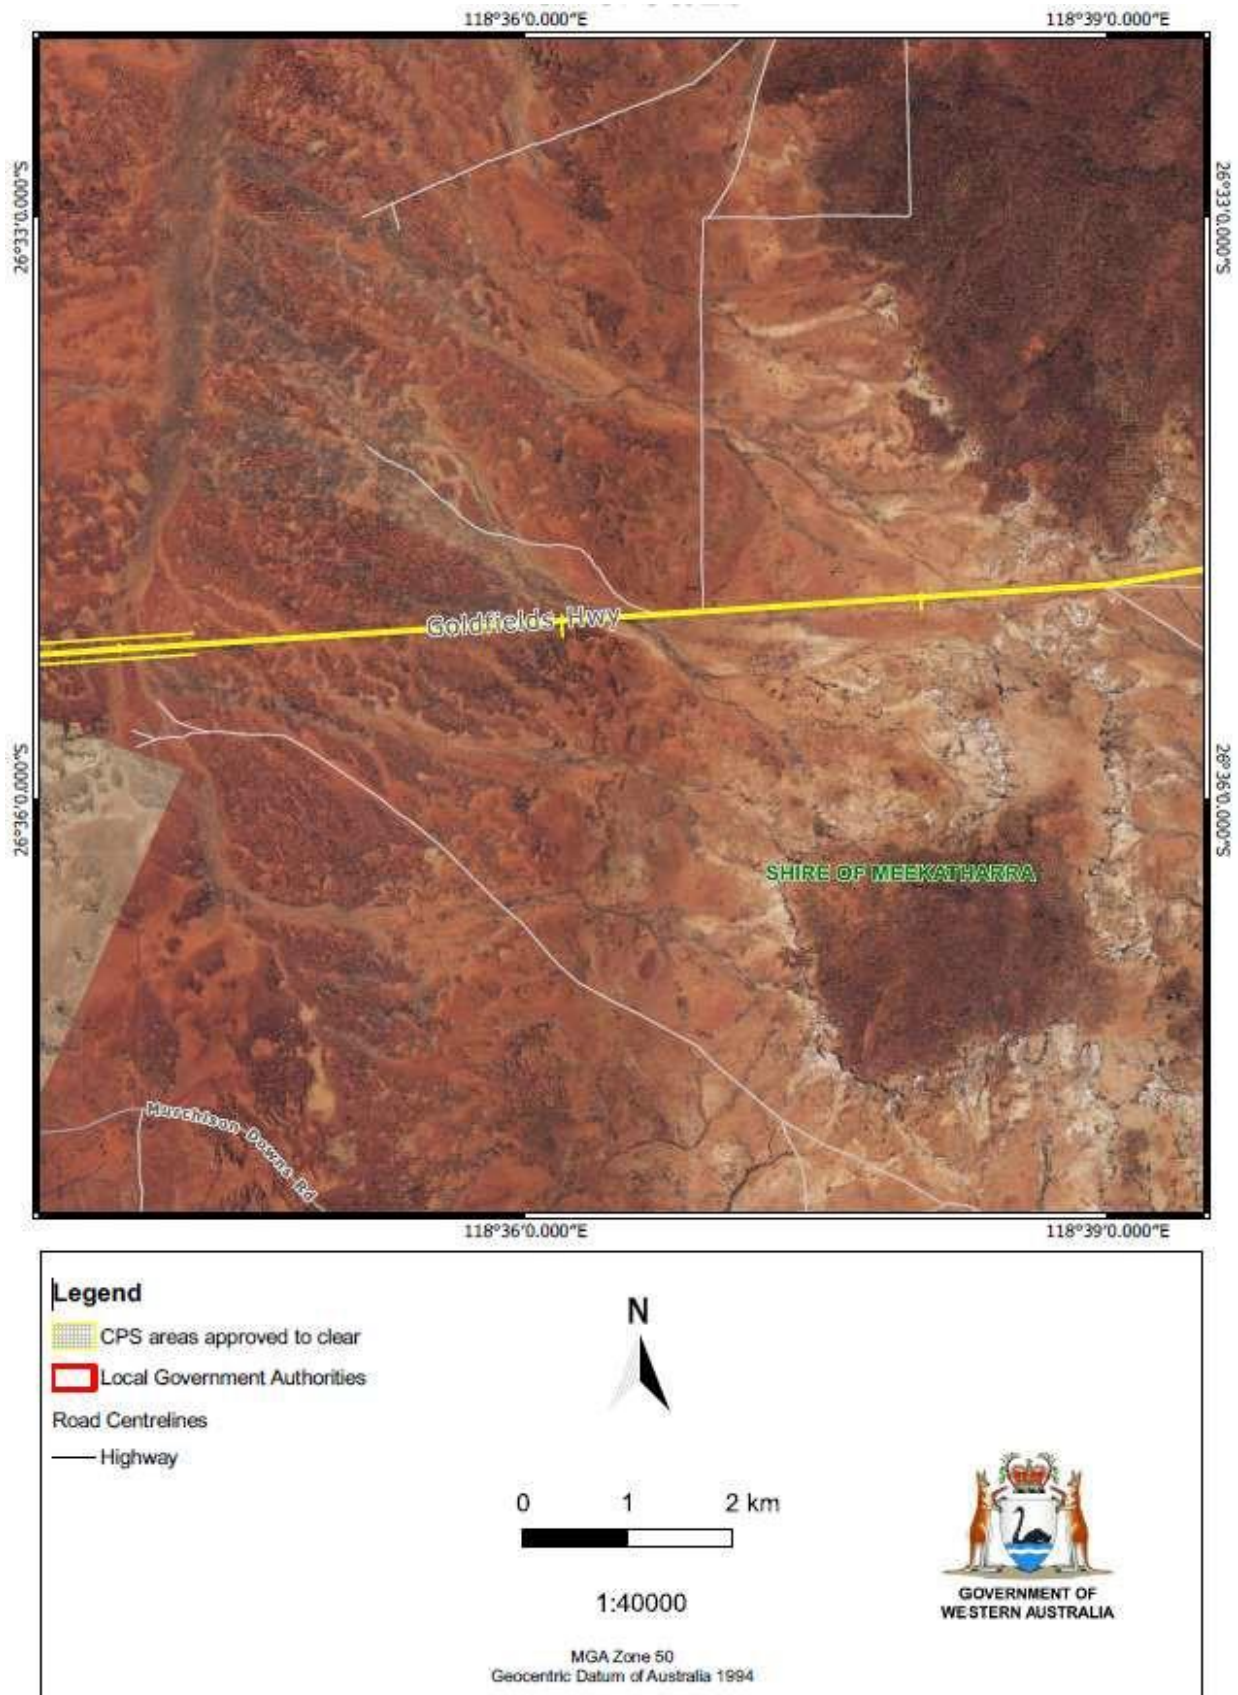 118°36'0.000"E
118°39'0.000"E
26°33'0.000"S
26°33'0.000"S
Goldfields Hwy
26°36'0.000"S
26°36'0.000"S
SHIRE OF MEEKATHARRA
Murchison Downs Rd
118°36'0.000"E
118°39'0.000"E
Legend
CPS areas approved to clear
Local Government Authorities
Road Centrelines
Highway
N
0 1 2 km
1:40000
MGA Zone 50
Geocentric Datum of Australia 1994
GOVERNMENT OF
WESTERN AUSTRALIA